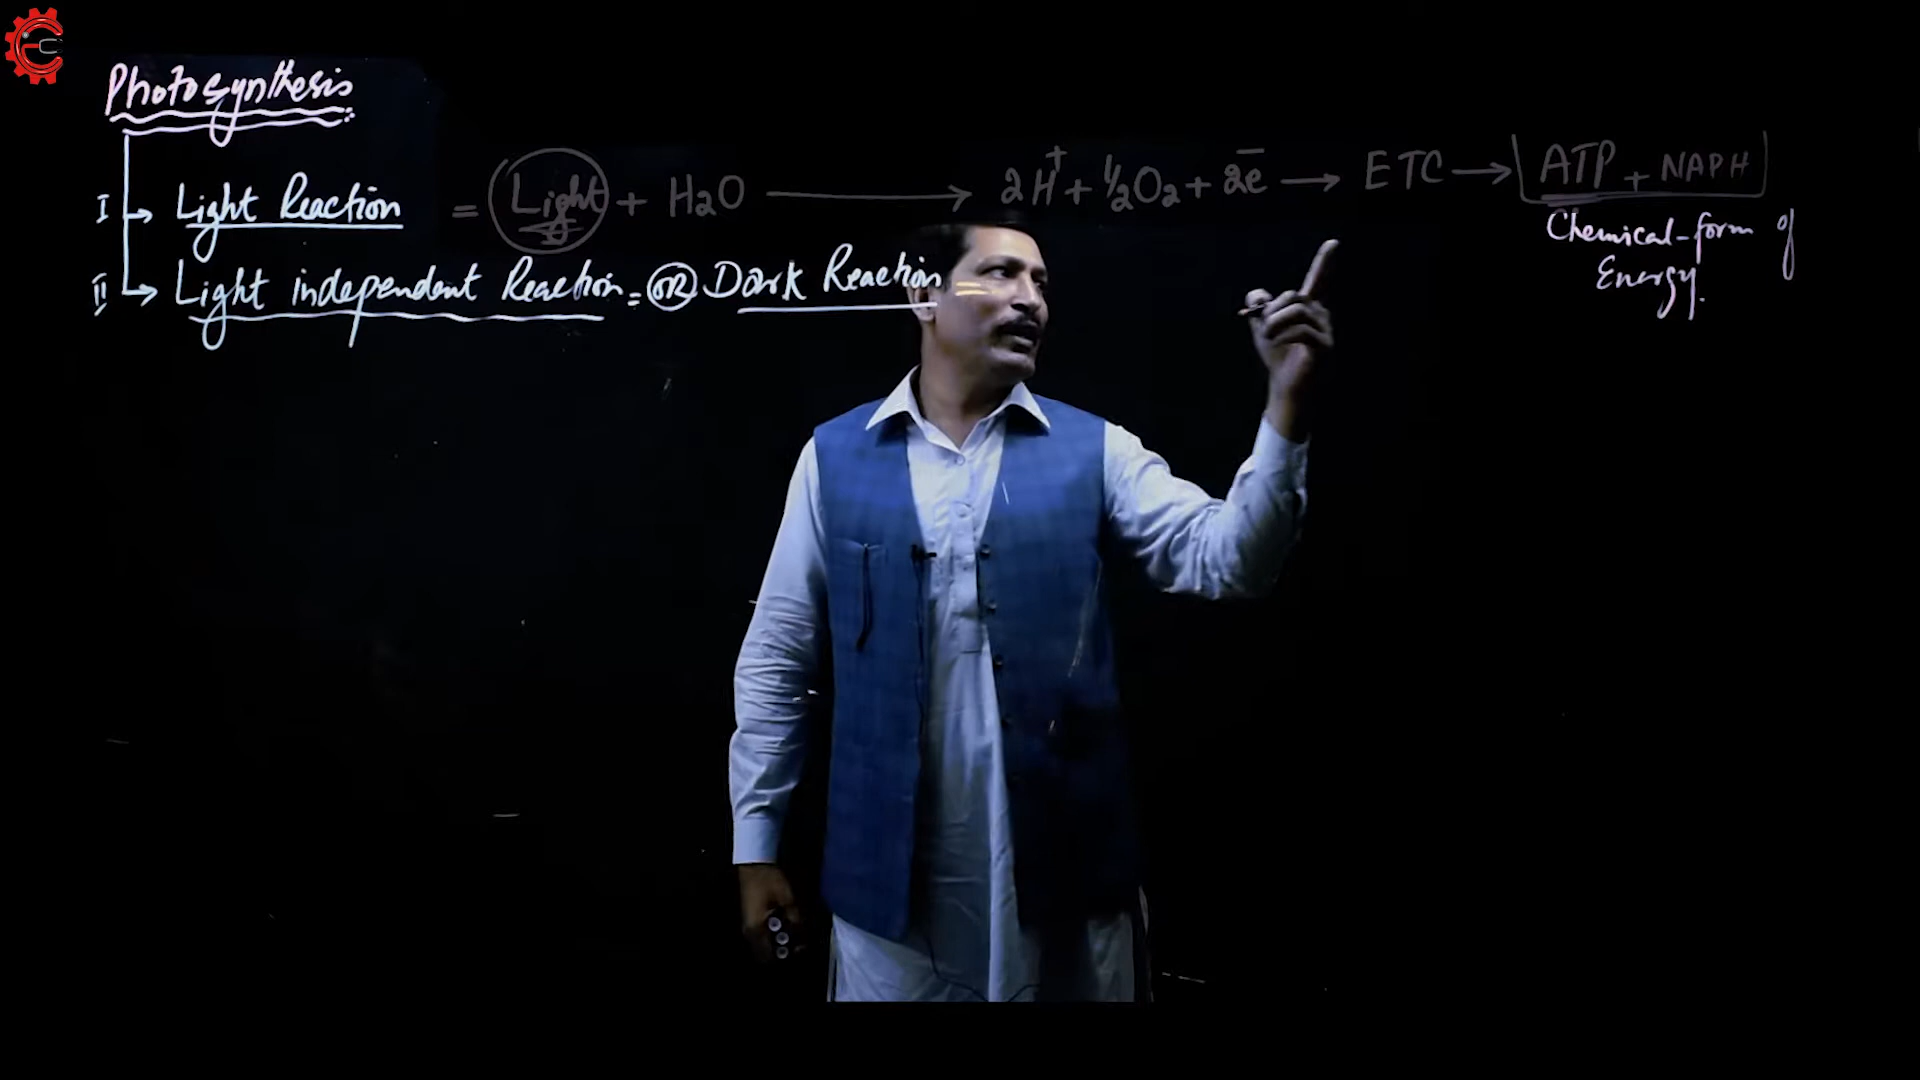 Photosynthesis
I → Light Reaction = Light + H2O → 2H⁺ + 1/2O2 + 2e⁻ → ETC → ATP + NAPH
Chemical form of
Energy.
II → Light independent Reaction = OR Dark Reaction =